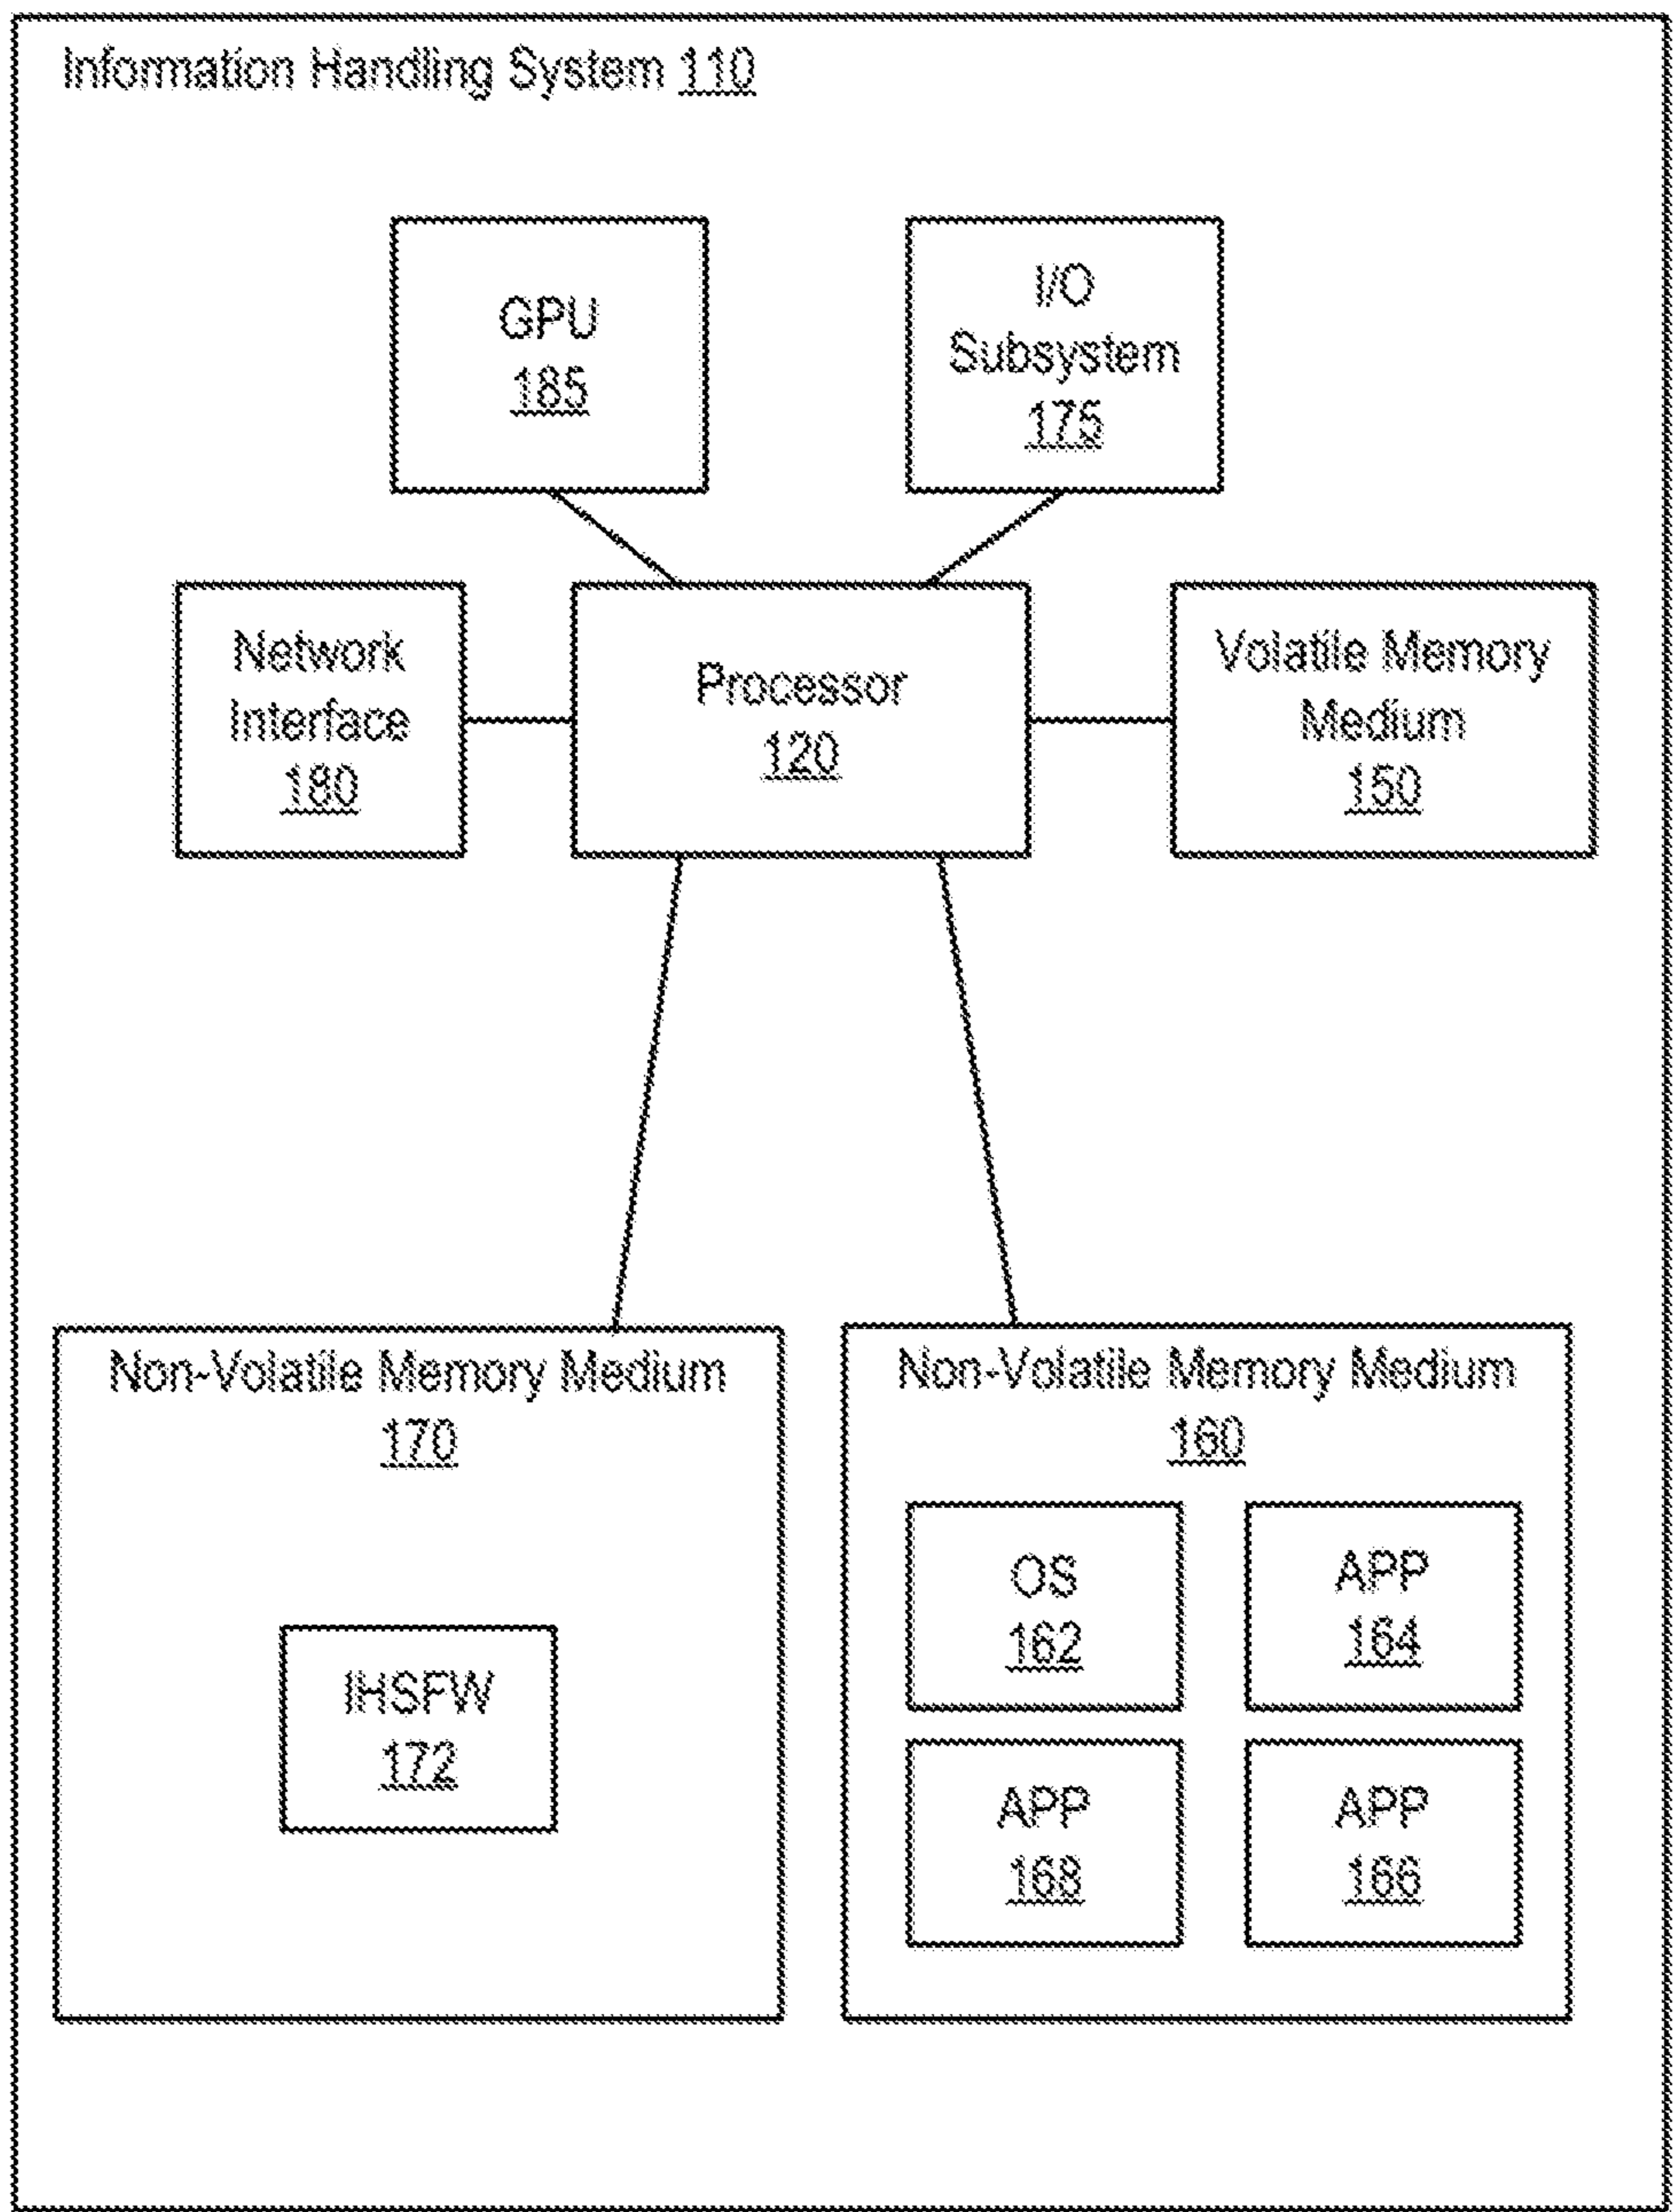 Information Handling System 110
GPU
185
I/O
Subsystem
175
Network
Interface
180
Processor
120
Volatile Memory
Medium
150
Non-Volatile Memory Medium
170
IHSFW
172
Non-Volatile Memory Medium
160
OS
162
APP
164
APP
168
APP
166